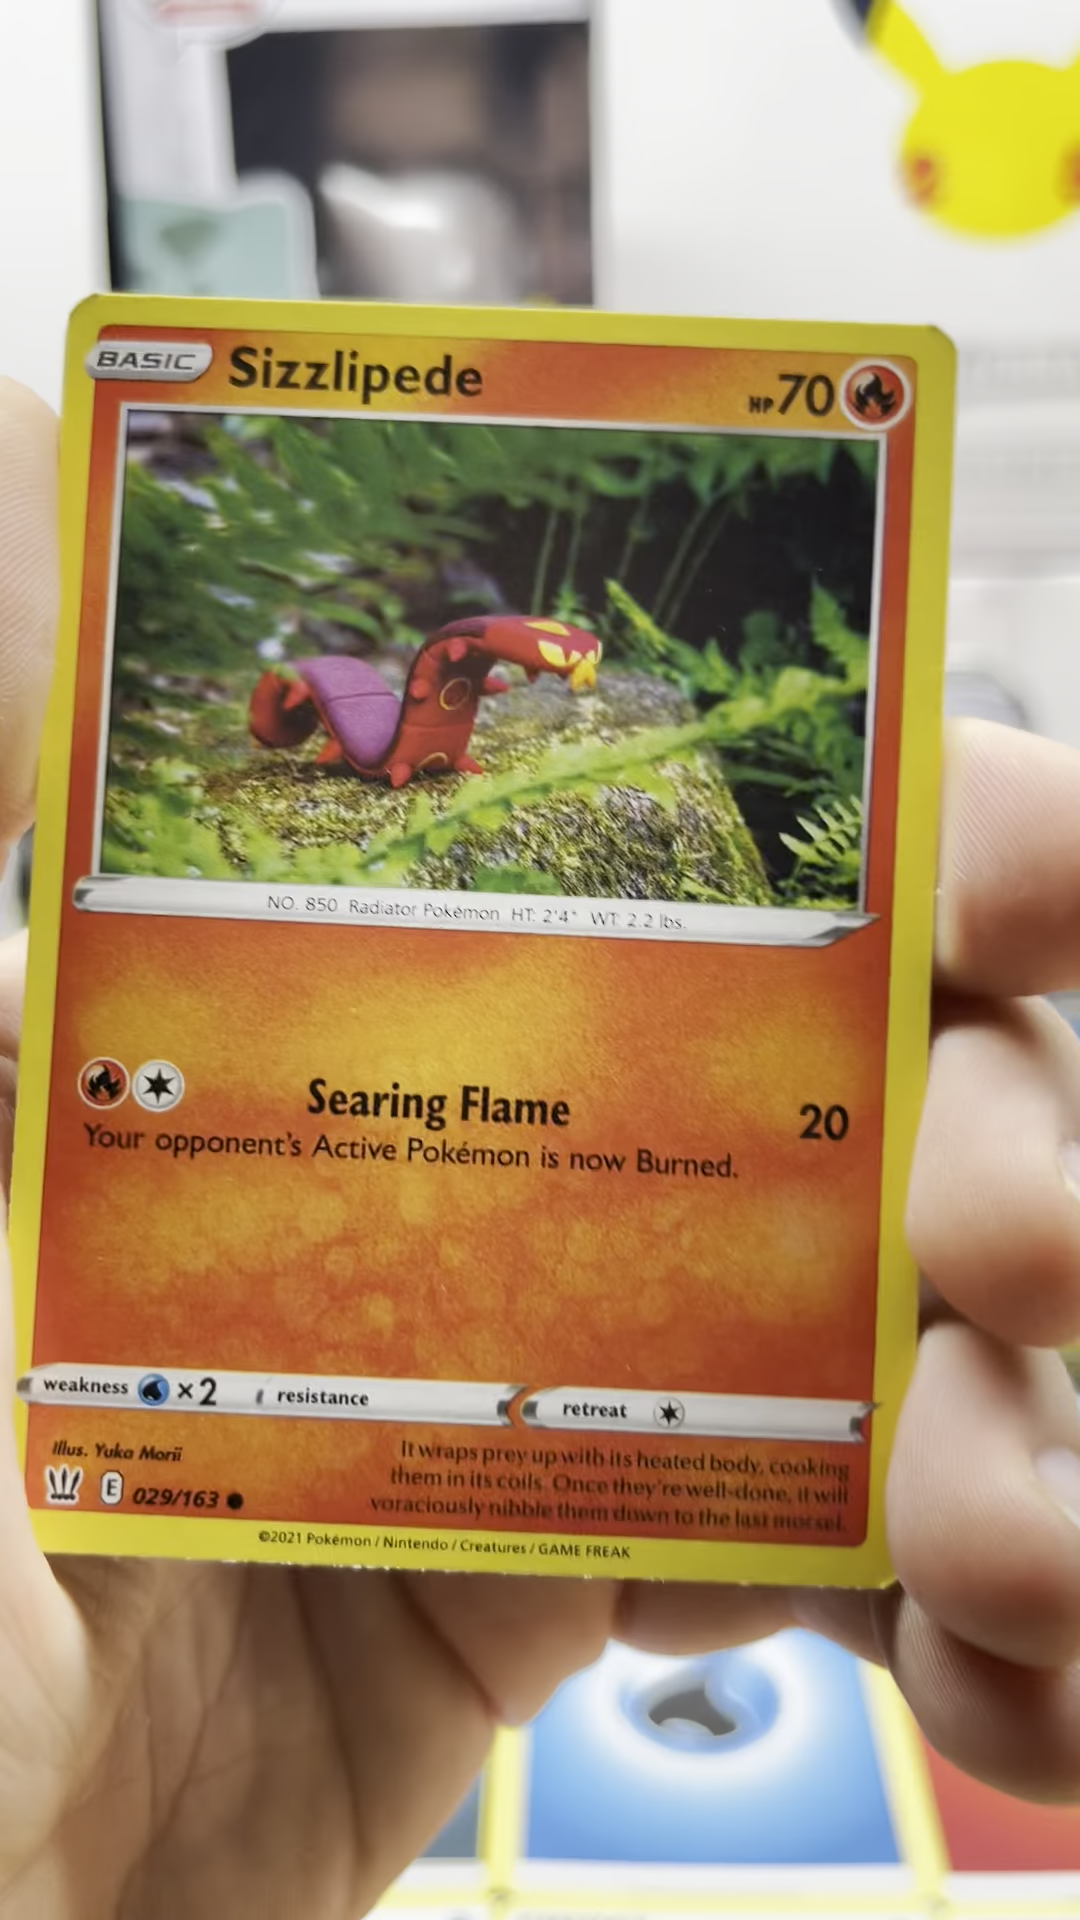 BASIC Sizzlipede HP 70
NO. 850 Radiator Pokémon HT: 2'4" WT: 2.2 lbs.
Searing Flame 20
Your opponent's Active Pokémon is now Burned.
weakness ×2 resistance retreat
Illus. Yuka Morii
It wraps prey up with its heated body, cooking
them in its coils. Once they're well-done, it will
voraciously nibble them down to the last morsel.
E 029/163
©2021 Pokémon / Nintendo / Creatures / GAME FREAK